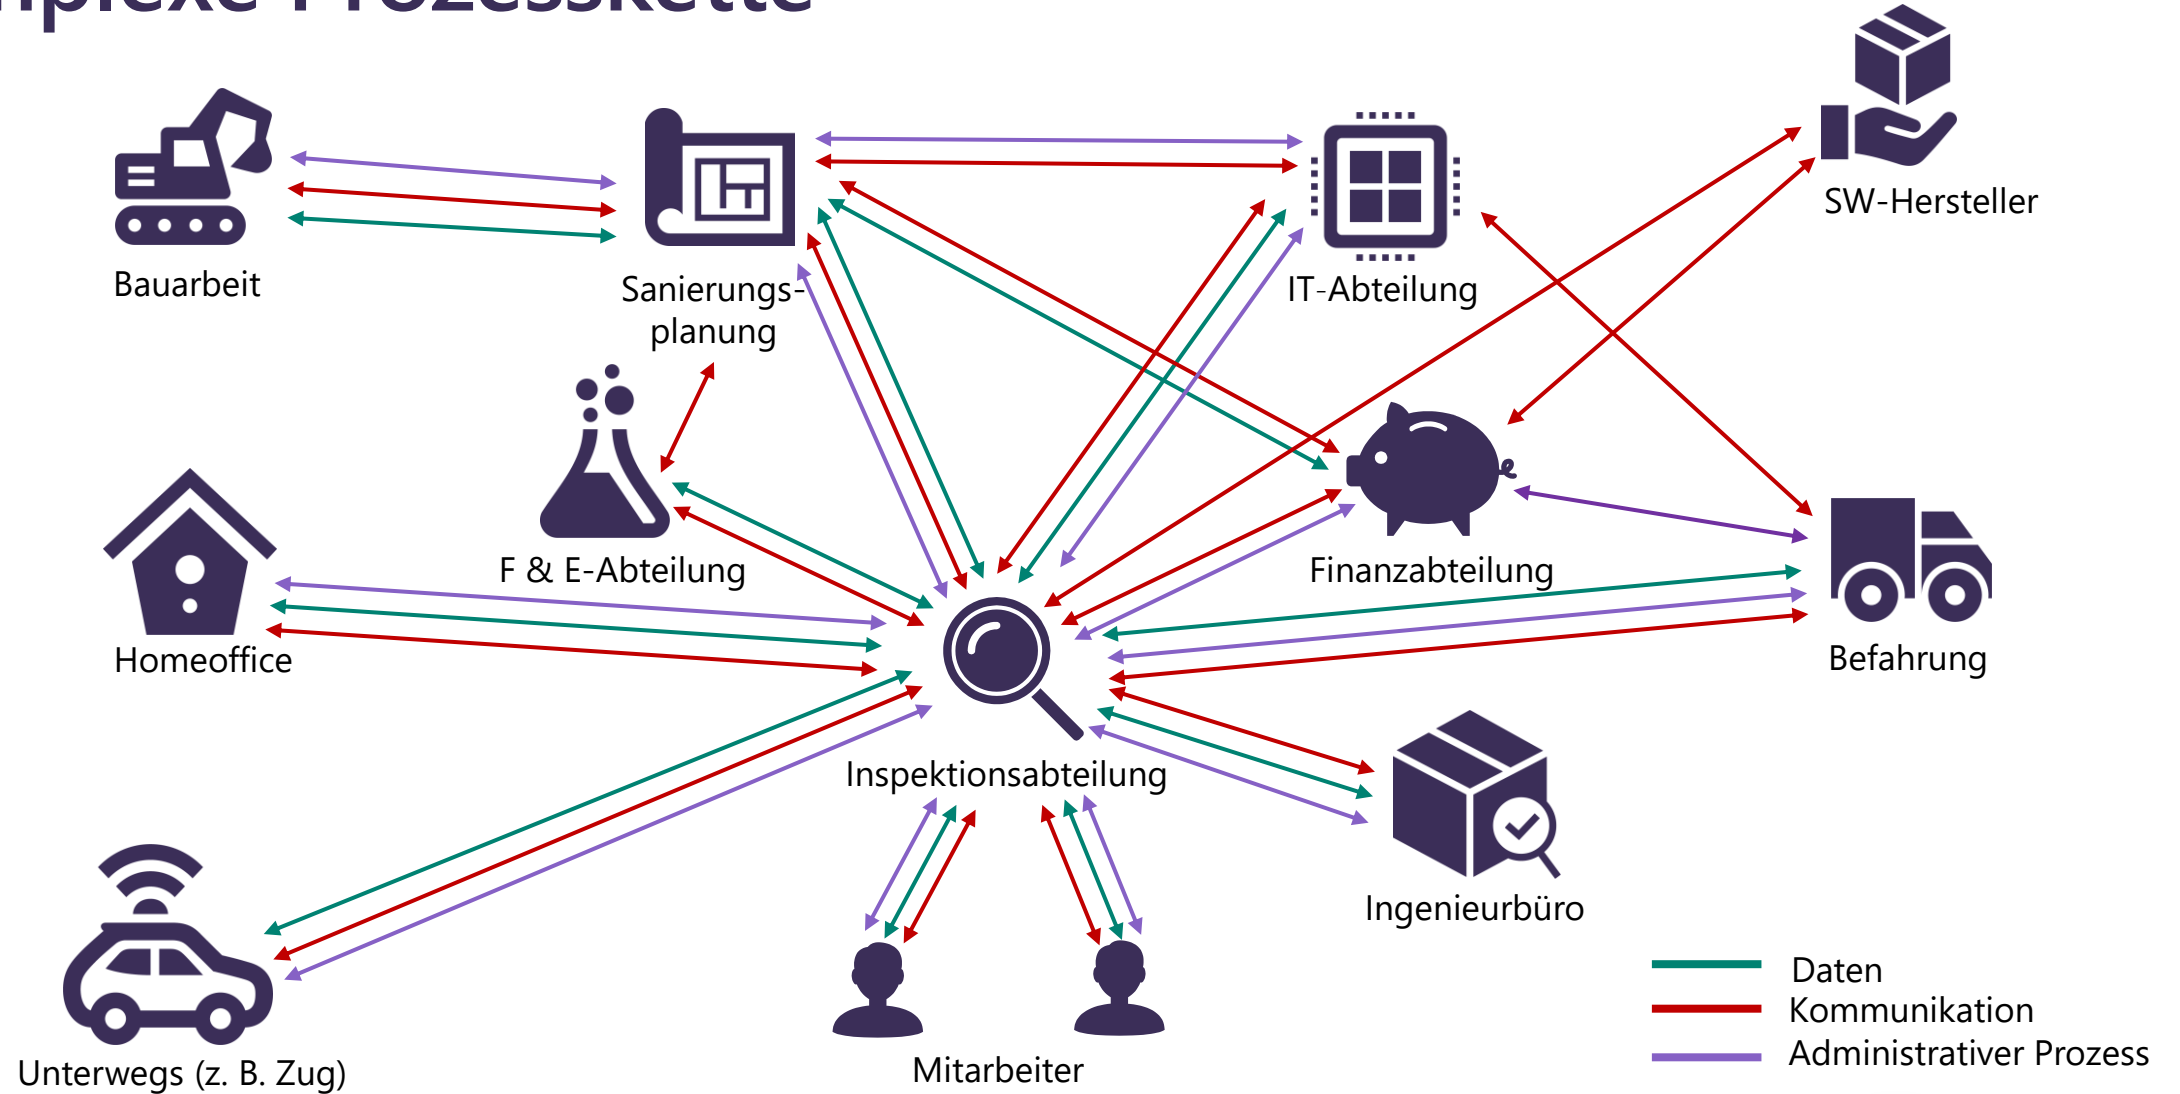 Prozesskette
SW-Hersteller
Bauarbeit
Sanierungs-
planung
IT-Abteilung
F & E-Abteilung
Finanzabteilung
Homeoffice
Befahrung
Inspektionsabteilung
Ingenieurbüro
Unterwegs (z. B. Zug)
Mitarbeiter
Daten
Kommunikation
Administrativer Prozess